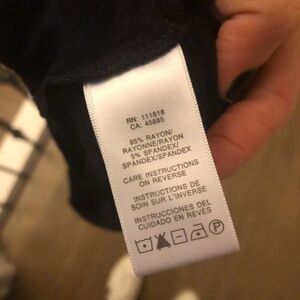 RN: 111818
CA: 45685
95% RAYON/
RAYONNE/RAYON
5% SPANDEX/
SPANDEX/SPANDEX
CARE INSTRUCTIONS
ON REVERSE
INSTRUCTIONS DE
SOIN SUR L'INVERSE
INSTRUCCIONES DEL
CUIDADO EN REVÉS
P